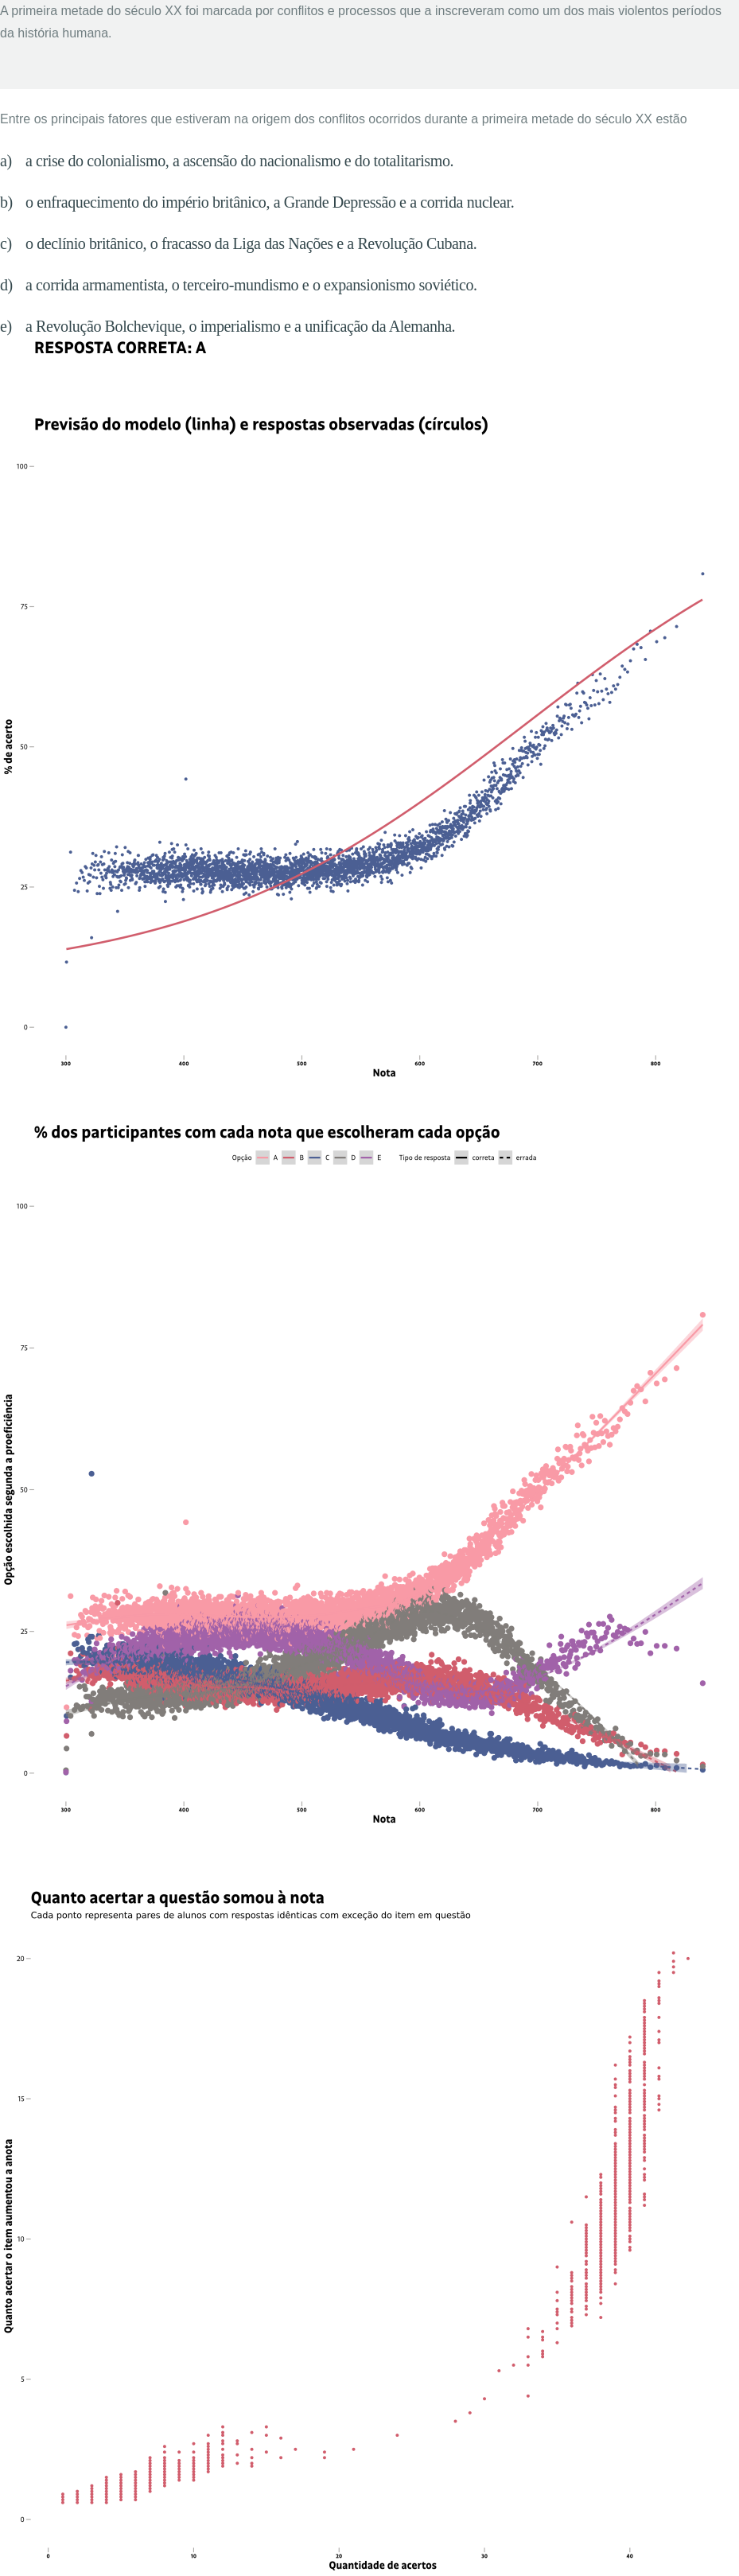 A primeira metade do século XX foi marcada por conflitos e processos que a inscreveram como um dos mais violentos períodos
da história humana.
Entre os principais fatores que estiveram na origem dos conflitos ocorridos durante a primeira metade do século XX estão
a) a crise do colonialismo, a ascensão do nacionalismo e do totalitarismo.
b) o enfraquecimento do império britânico, a Grande Depressão e a corrida nuclear.
c) o declínio britânico, o fracasso da Liga das Nações e a Revolução Cubana.
d) a corrida armamentista, o terceiro-mundismo e o expansionismo soviético.
e) a Revolução Bolchevique, o imperialismo e a unificação da Alemanha.
RESPOSTA CORRETA: A
Previsão do modelo (linha) e respostas observadas (círculos)
100
75
% de acerto
50
25
0
300 400 500 600 700 800
Nota
% dos participantes com cada nota que escolheram cada opção
Opção A B C D E Tipo de resposta correta errada
100
75
Opção escolhida segunda a proeficiência
50
25
0
300 400 500 600 700 800
Nota
Quanto acertar a questão somou à nota
Cada ponto representa pares de alunos com respostas idênticas com exceção do item em questão
20
15
Quanto acertar o item aumentou a anota
10
5
0
0 10 20 30 40
Quantidade de acertos